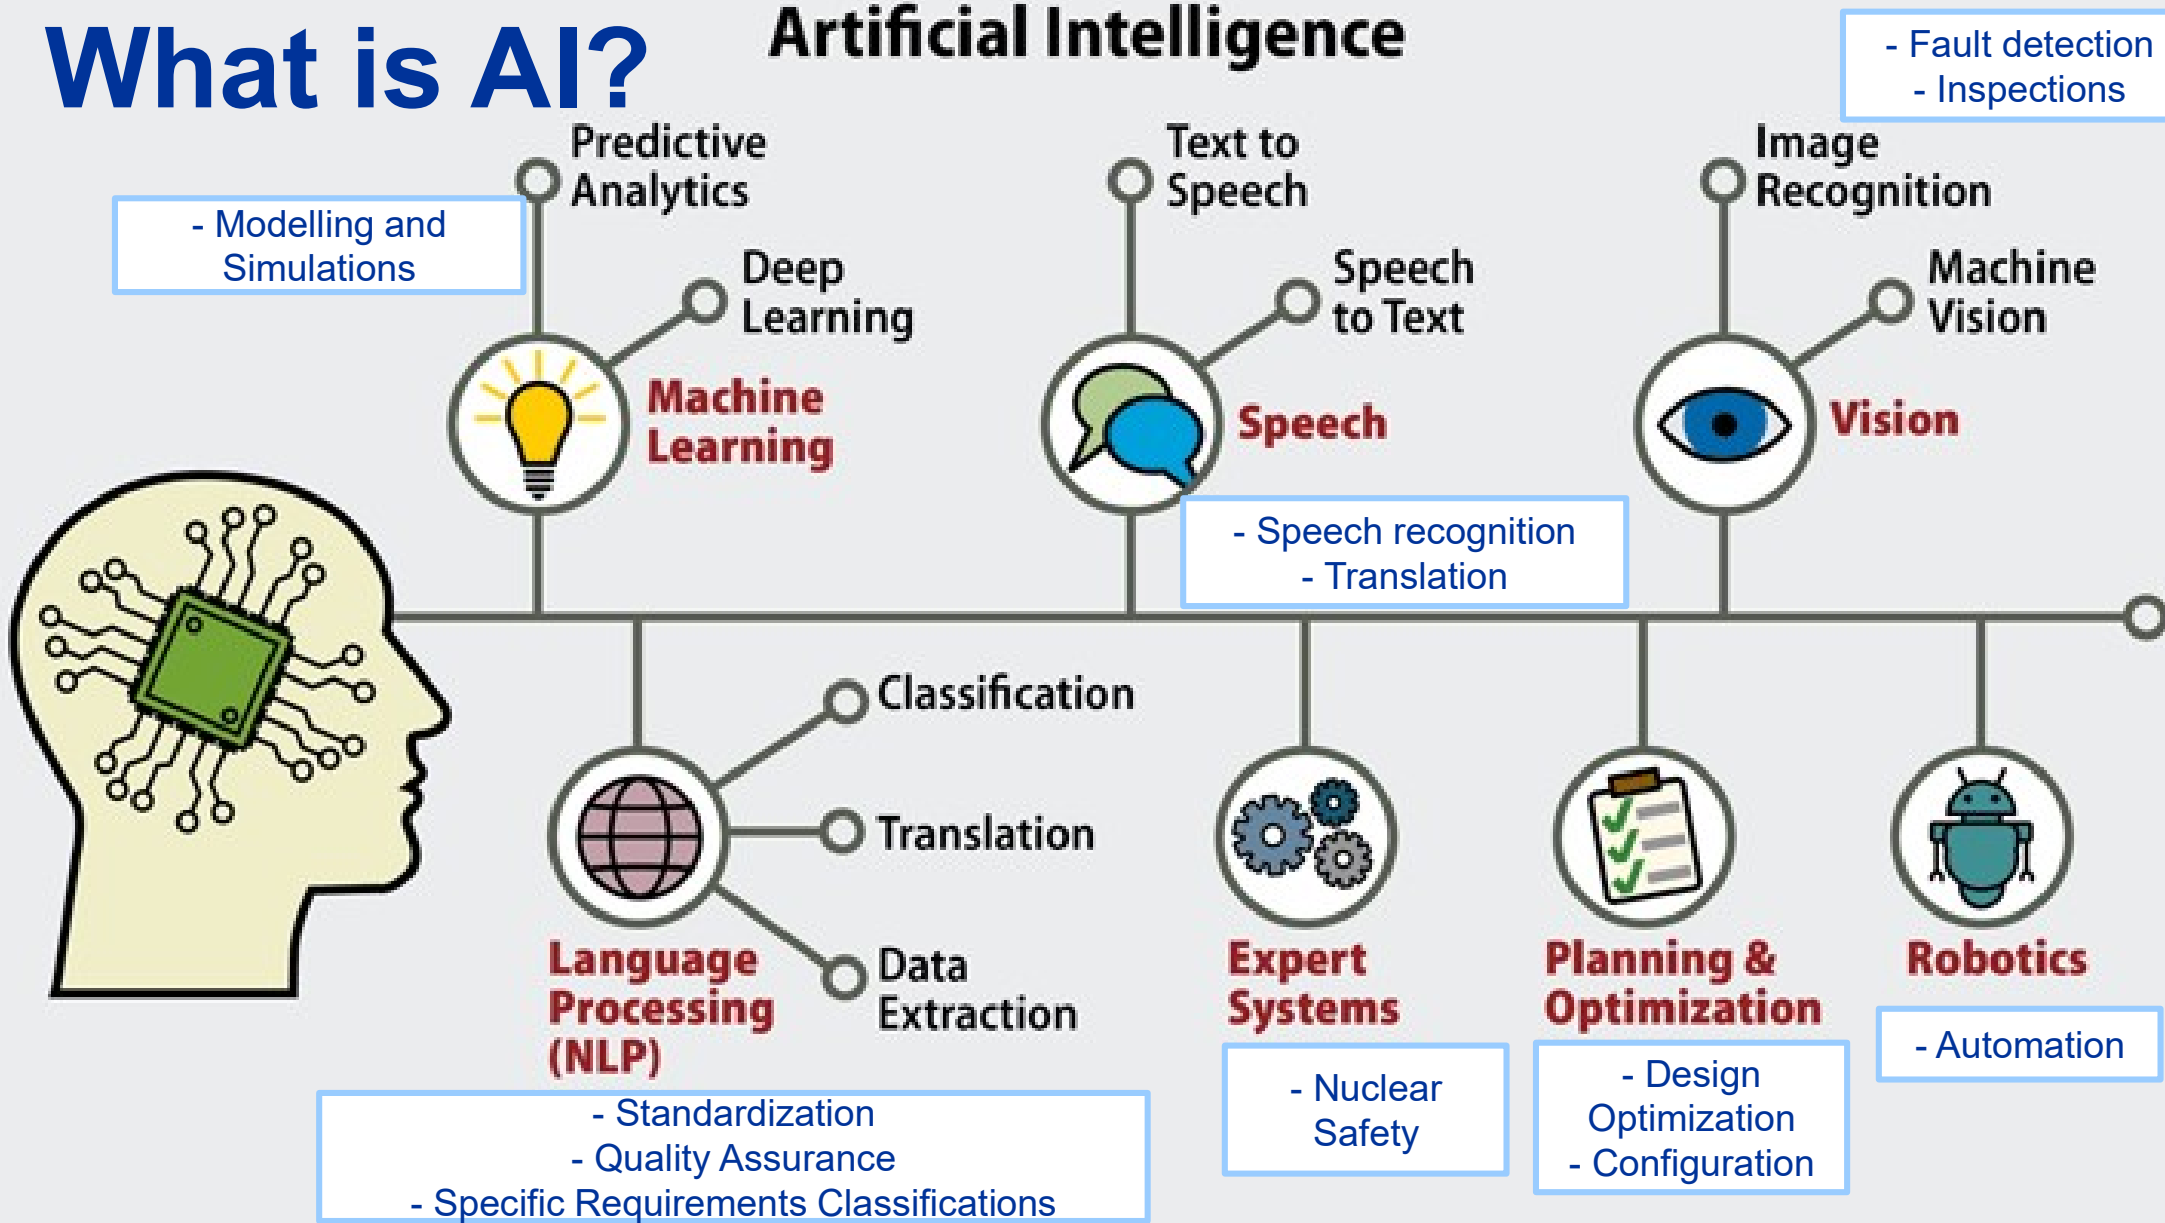 What is AI?
Artificial Intelligence
- Fault detection
- Inspections
Predictive
Analytics
Text to
Speech
Image
Recognition
- Modelling and
Simulations
Deep
Learning
Speech
to Text
Machine
Vision
Machine
Learning
Speech
Vision
- Speech recognition
- Translation
Classification
Translation
Data
Extraction
Language
Processing
(NLP)
Expert
Systems
Planning &
Optimization
Robotics
- Standardization
- Quality Assurance
- Specific Requirements Classifications
- Nuclear
Safety
- Design
Optimization
- Configuration
- Automation